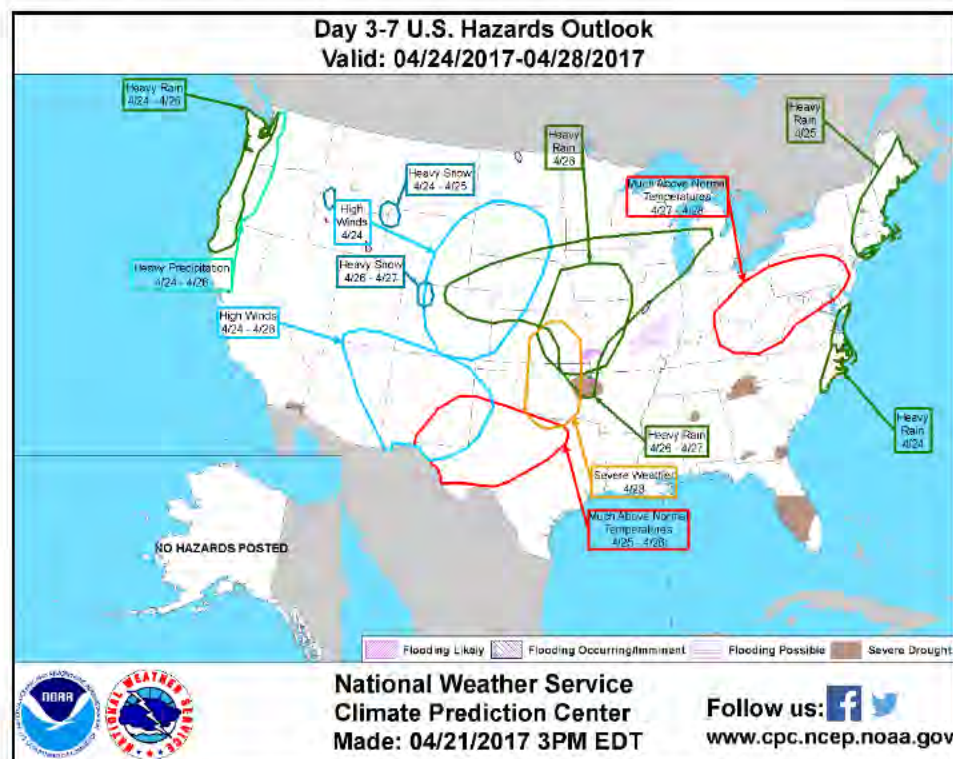 Day 3-7 U.S. Hazards Outlook
Valid: 04/24/2017-04/28/2017
Heavy Rain
4/24 - 4/26
Heavy
Rain
4/25
Heavy
Rain
4/28
Heavy Snow
4/24 - 4/25
Much Above Normal
Temperatures
4/27 - 4/28
High
Winds
4/24
Heavy Snow
4/26 - 4/27
Heavy Precipitation
4/24 - 4/26
High Winds
4/24 - 4/28
Heavy
Rain
4/24
Heavy Rain
4/26 - 4/27
Severe Weather
4/28
Much Above Normal
Temperatures
4/25 - 4/26
NO HAZARDS POSTED
Flooding Likely
Flooding Occurring/Imminent
Flooding Possible
Severe Drought
NOAA
NATIONAL WEATHER SERVICE
National Weather Service
Climate Prediction Center
Made: 04/21/2017 3PM EDT
Follow us:
www.cpc.ncep.noaa.gov